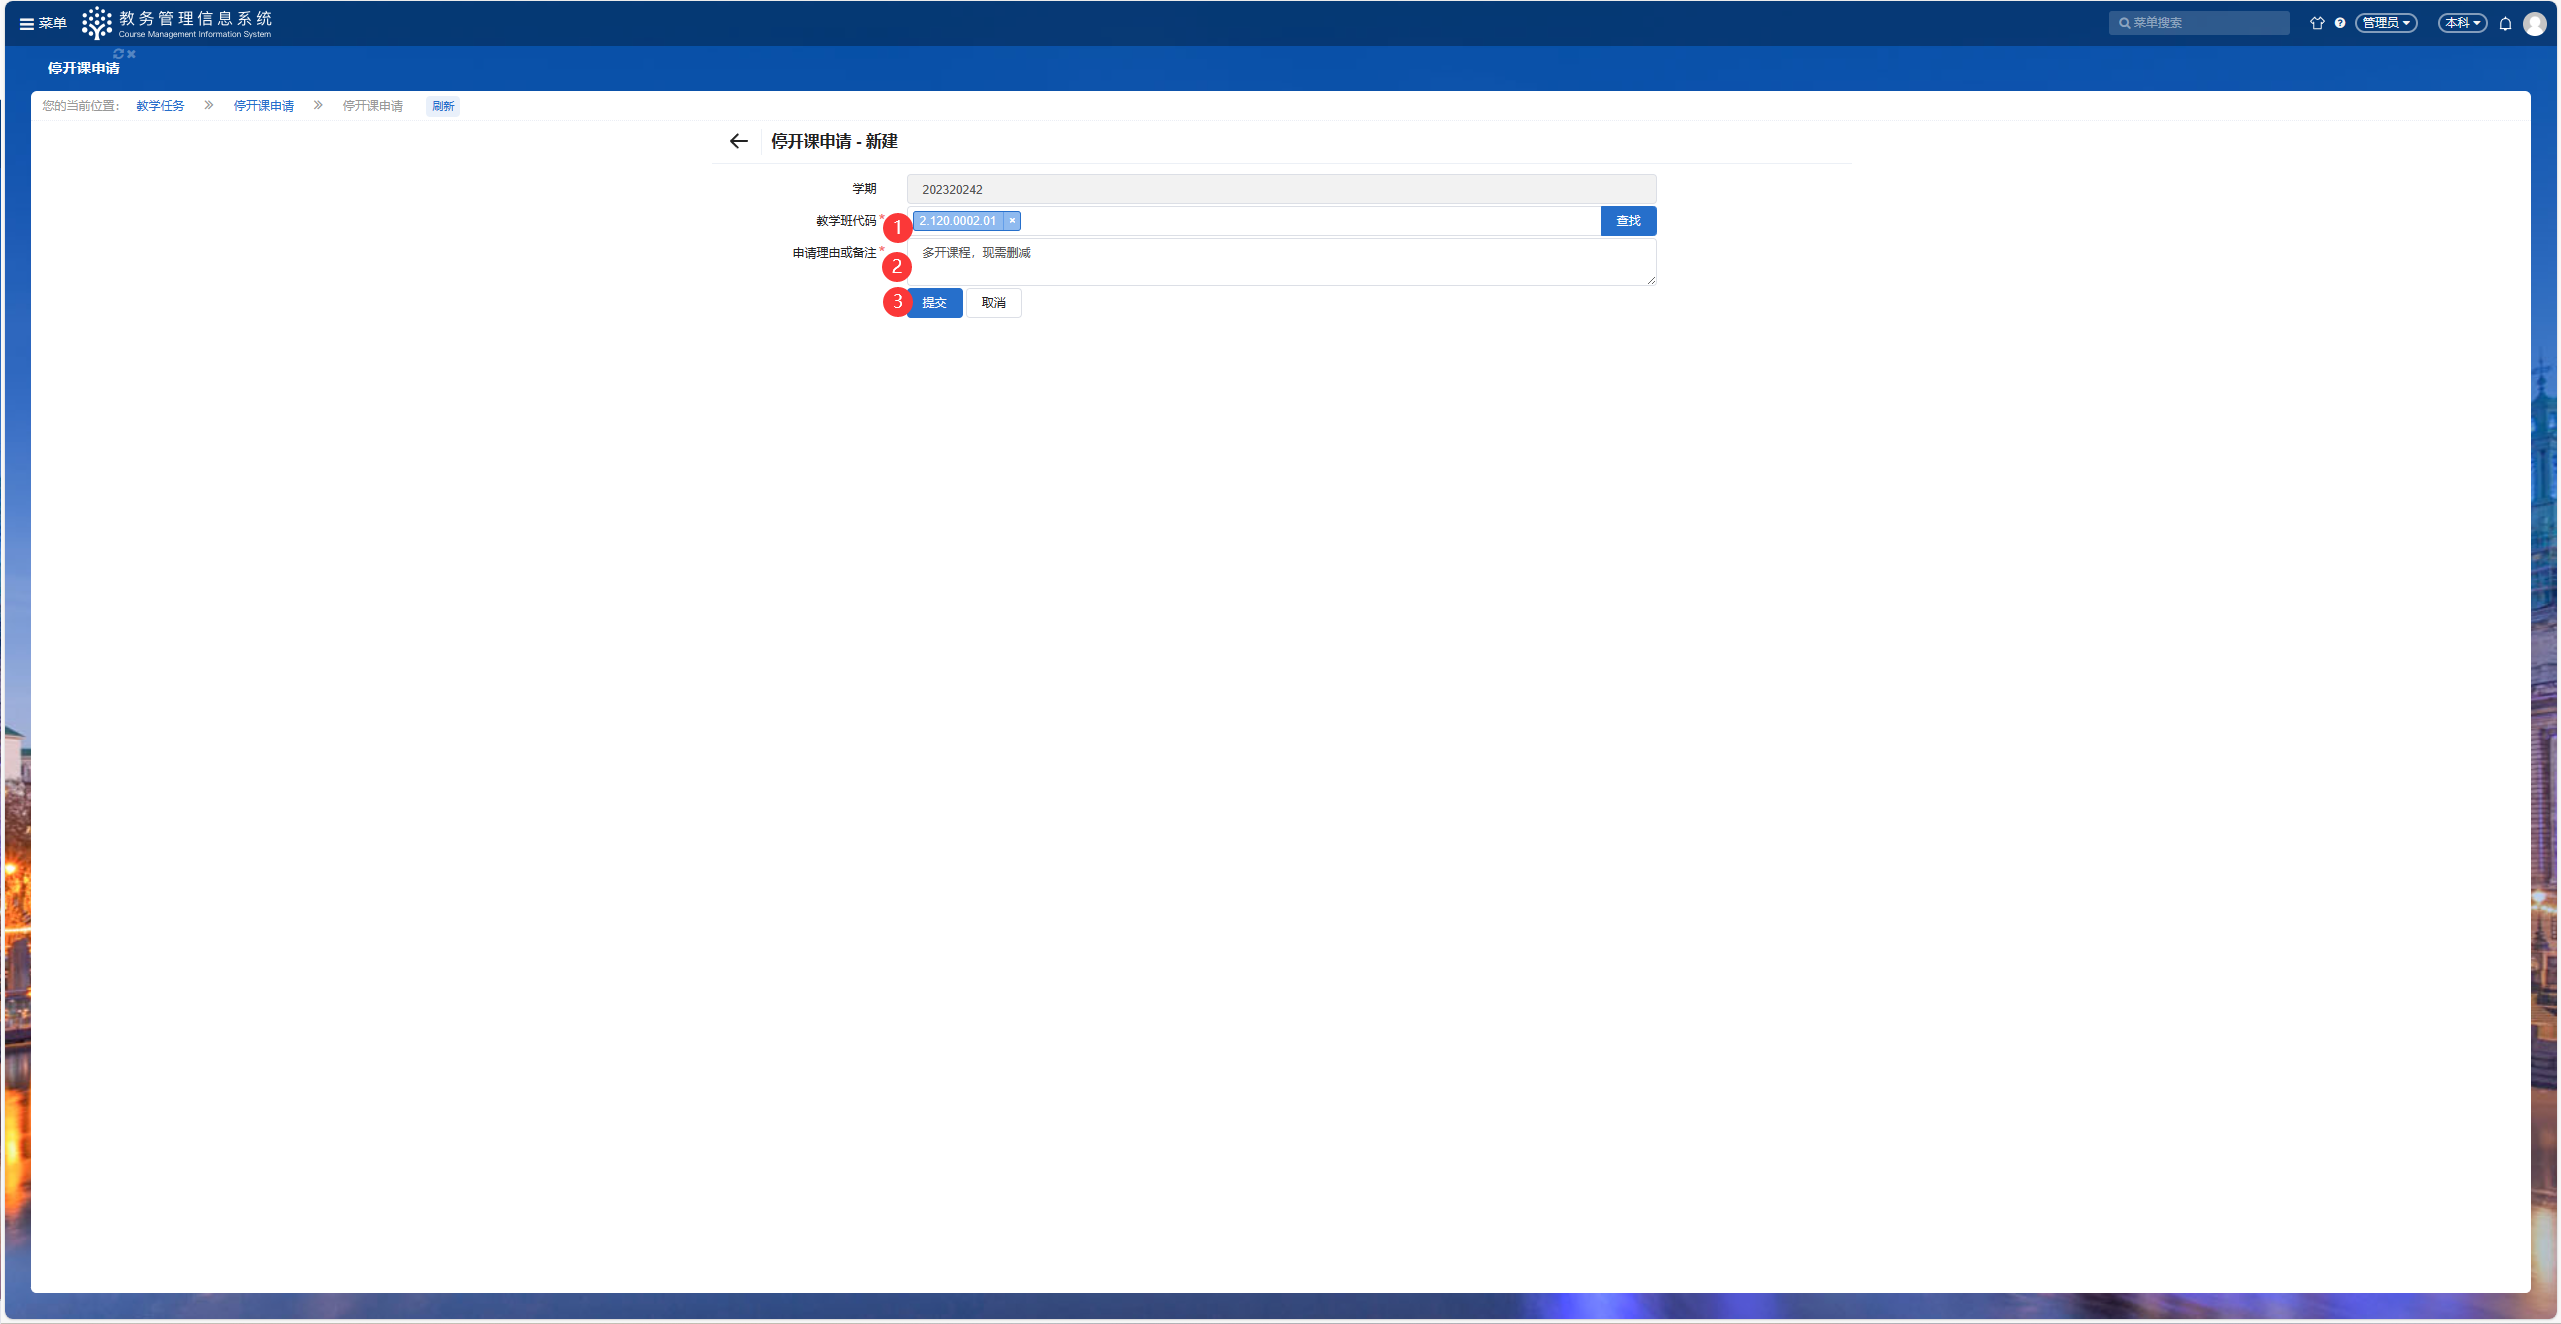 菜单
教务管理信息系统
Course Management Information System
菜单搜索
管理员
本科
停开课申请
您的当前位置： 教学任务 停开课申请 停开课申请 刷新
停开课申请 - 新建
学期 202320242
教学班代码* 1 2.120.0002.01 × 查找
申请理由或备注* 2 多开课程，现需删减
3 提交 取消